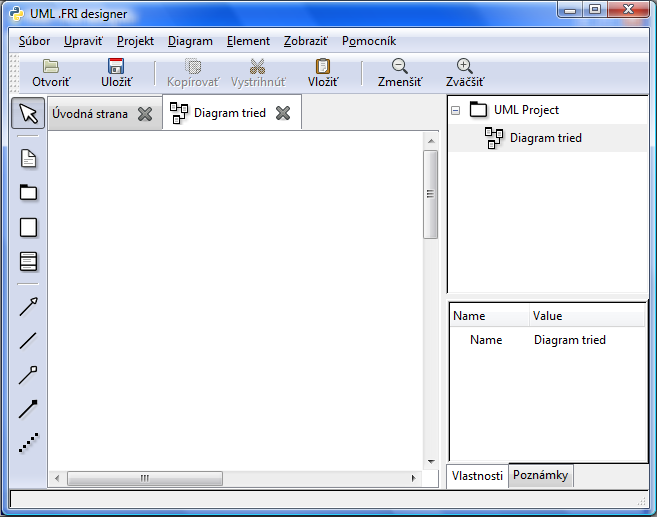 UML .FRI designer
Súbor Upraviť Projekt Diagram Element Zobraziť Pomocník
Otvoriť Uložiť Kopírovať Vystrihnúť Vložiť Zmenšiť Zväčšiť
Úvodná strana Diagram tried
UML Project
Diagram tried
Name Value
Name Diagram tried
Vlastnosti Poznámky